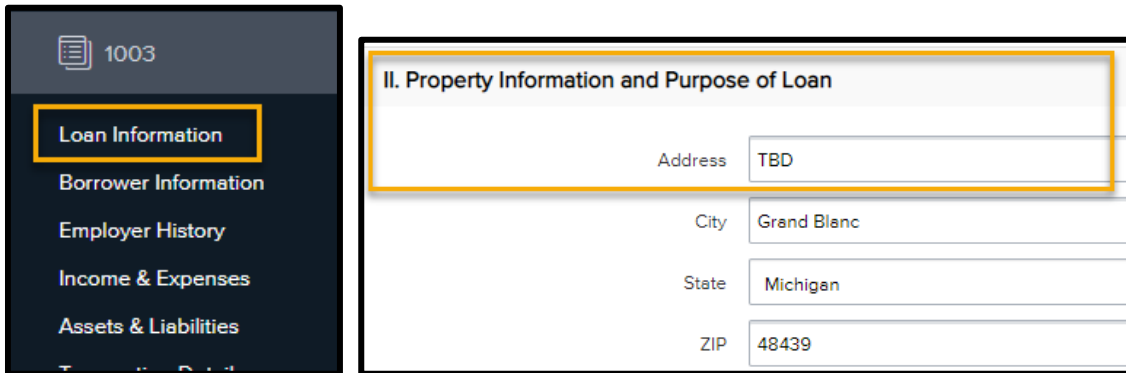 1003
Loan Information
Borrower Information
Employer History
Income & Expenses
Assets & Liabilities
II. Property Information and Purpose of Loan
Address TBD
City Grand Blanc
State Michigan
ZIP 48439